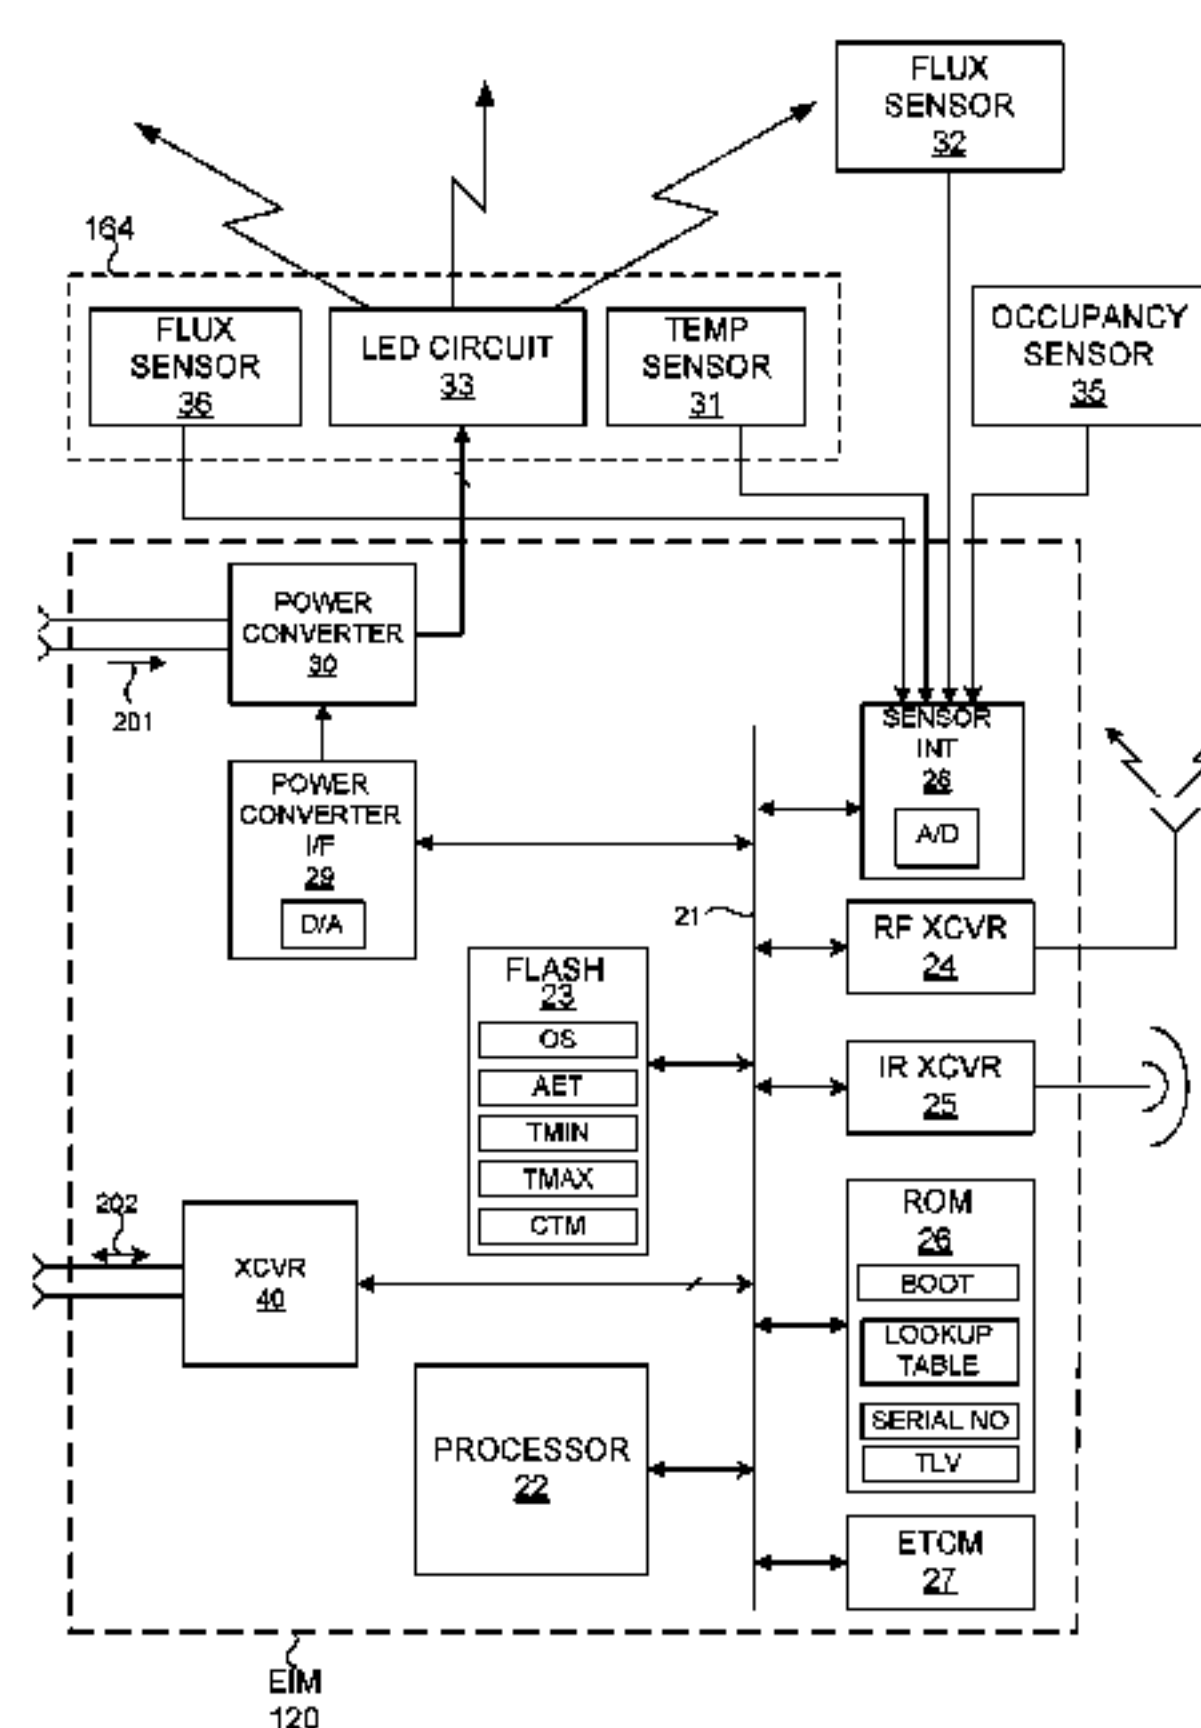 FLUX
SENSOR
32
164
FLUX
SENSOR
36
LED CIRCUIT
33
TEMP
SENSOR
31
OCCUPANCY
SENSOR
35
POWER
CONVERTER
30
201
SENSOR
INT
28
A/D
POWER
CONVERTER
I/F
29
D/A
21
RF XCVR
24
FLASH
23
OS
AET
TMIN
TMAX
CTM
IR XCVR
25
202
XCVR
40
ROM
26
BOOT
LOOKUP
TABLE
SERIAL NO
TLV
PROCESSOR
22
ETCM
27
EIM
120